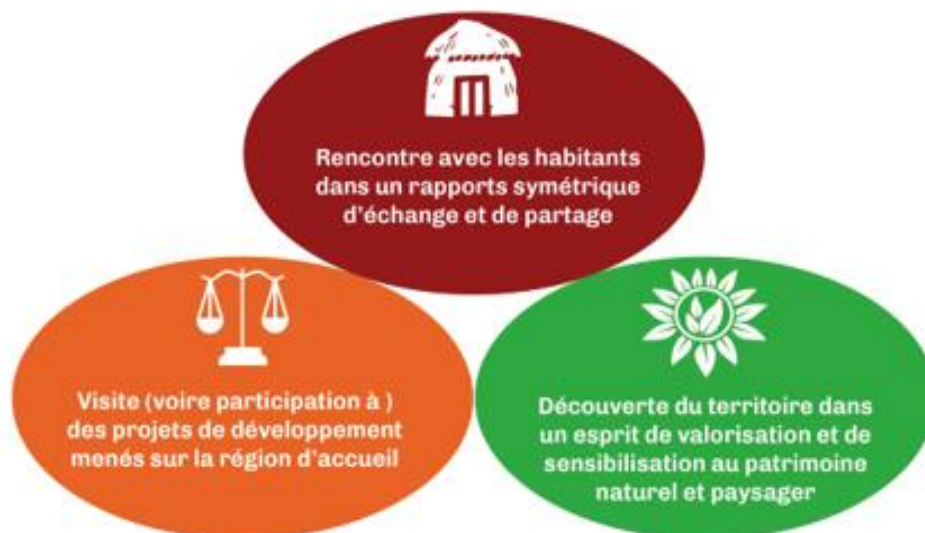 Rencontre avec les habitants
dans un rapports symétrique
d'échange et de partage
Visite (voire participation à )
des projets de développement
menés sur la région d'accueil
Découverte du territoire dans
un esprit de valorisation et de
sensibilisation au patrimoine
naturel et paysager